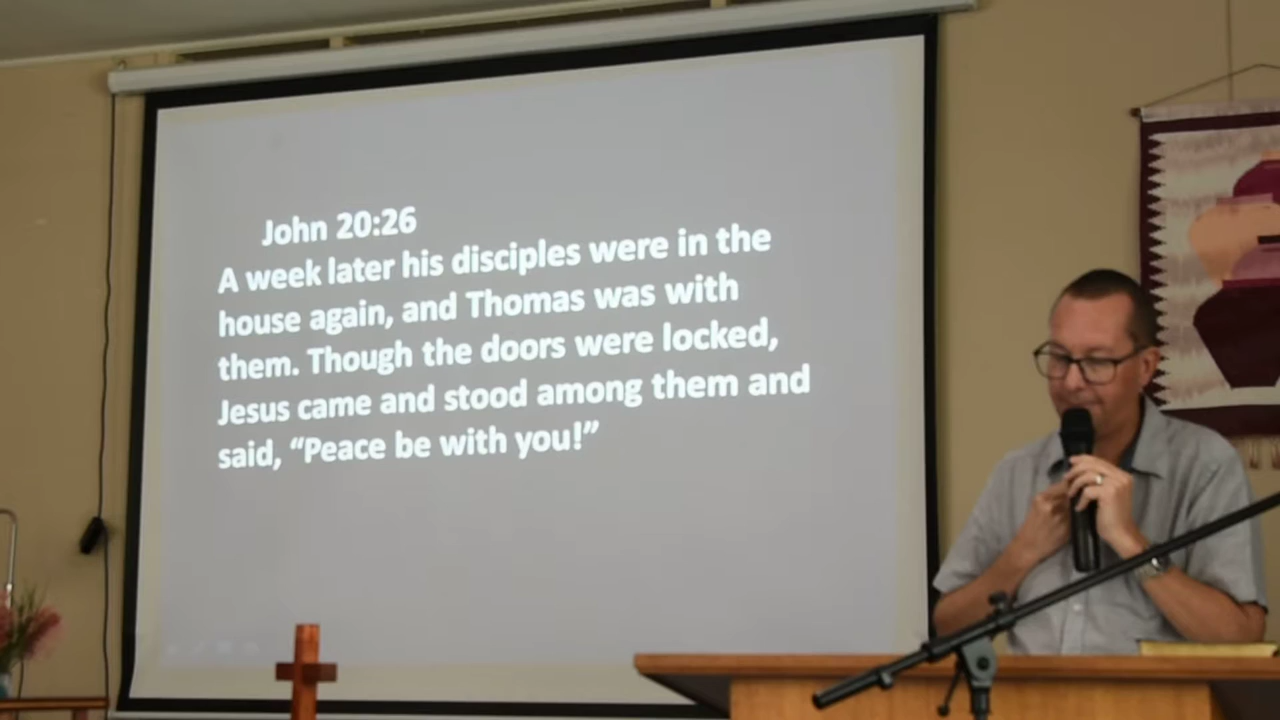 John 20:26
A week later his disciples were in the
house again, and Thomas was with
them. Though the doors were locked,
Jesus came and stood among them and
said, “Peace be with you!”